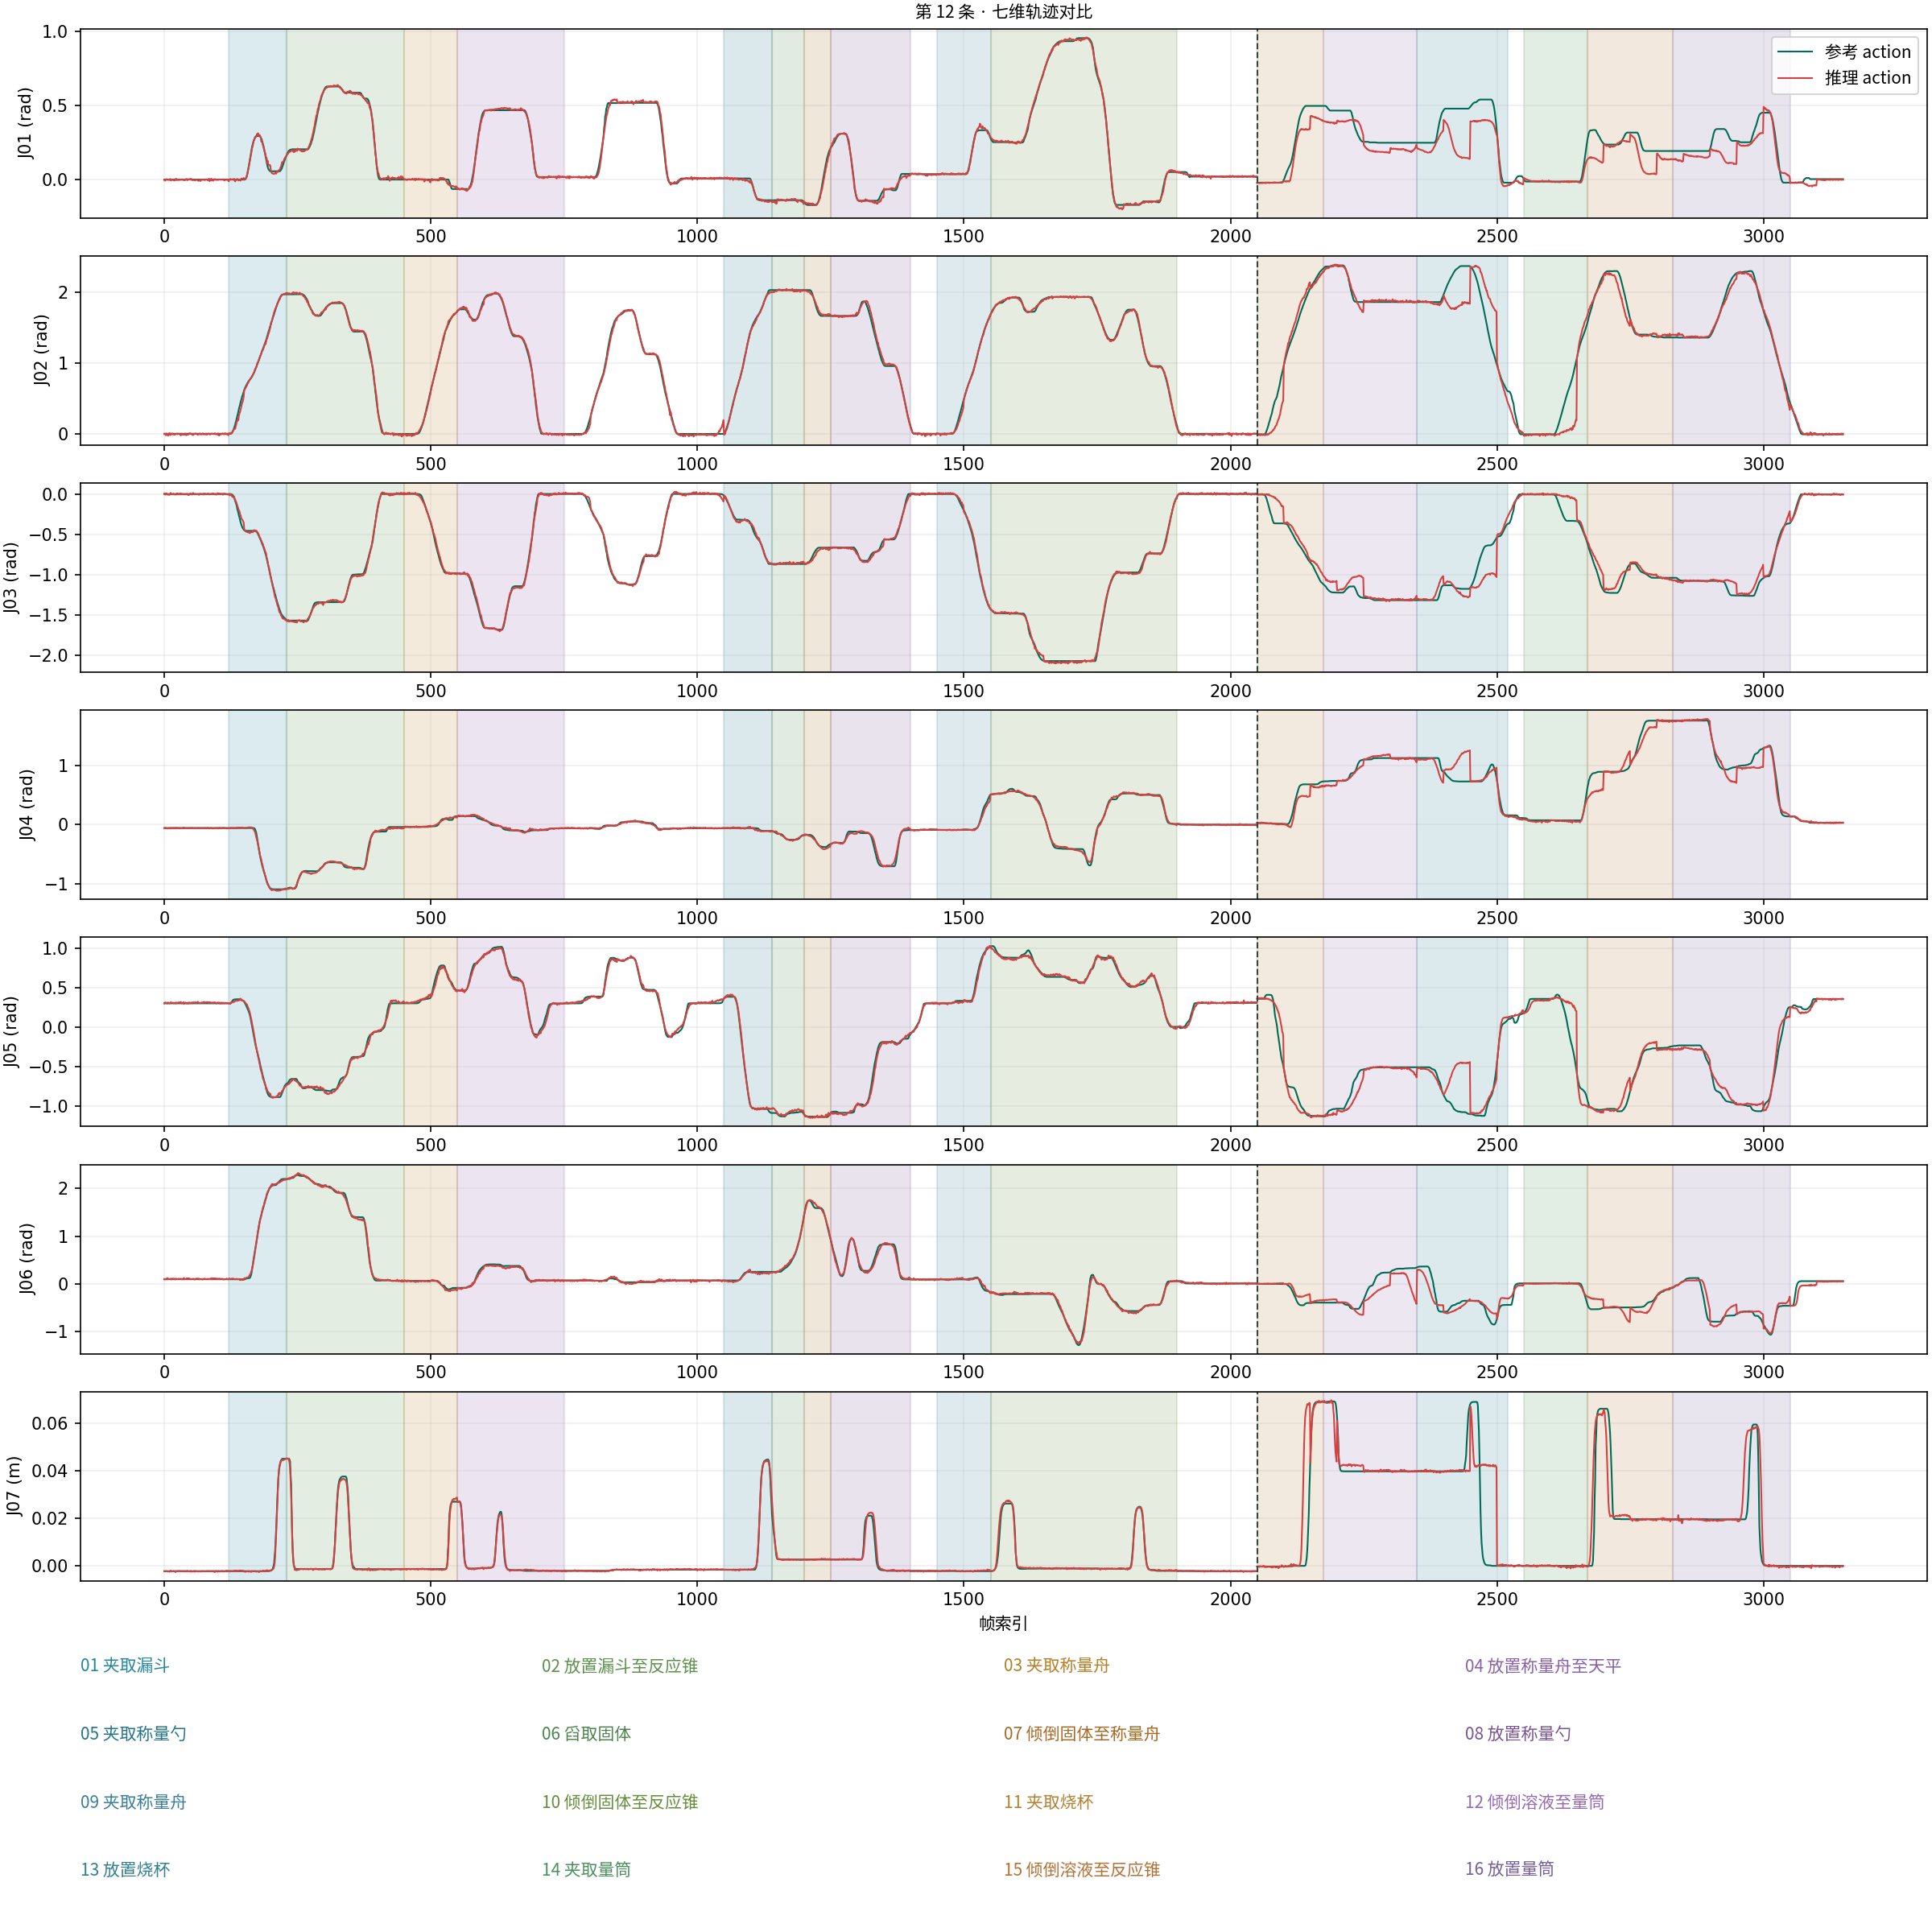 第 12 条 · 七维轨迹对比
参考 action
推理 action
J01 (rad)
1.0
0.5
0.0
0 500 1000 1500 2000 2500 3000
J02 (rad)
2
1
0
0 500 1000 1500 2000 2500 3000
J03 (rad)
0.0
−0.5
−1.0
−1.5
−2.0
0 500 1000 1500 2000 2500 3000
J04 (rad)
1
0
−1
0 500 1000 1500 2000 2500 3000
J05 (rad)
1.0
0.5
0.0
−0.5
−1.0
0 500 1000 1500 2000 2500 3000
J06 (rad)
2
1
0
−1
0 500 1000 1500 2000 2500 3000
J07 (m)
0.06
0.04
0.02
0.00
0 500 1000 1500 2000 2500 3000
帧索引
01 夹取漏斗 02 放置漏斗至反应锥 03 夹取称量舟 04 放置称量舟至天平
05 夹取称量勺 06 舀取固体 07 倾倒固体至称量舟 08 放置称量勺
09 夹取称量舟 10 倾倒固体至反应锥 11 夹取烧杯 12 倾倒溶液至量筒
13 放置烧杯 14 夹取量筒 15 倾倒溶液至反应锥 16 放置量筒